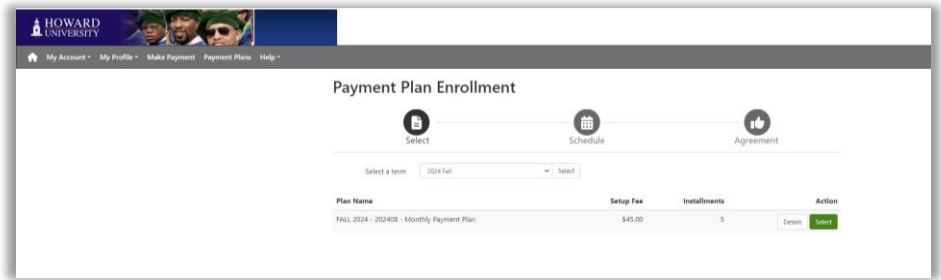 HOWARD
UNIVERSITY
My Account My Profile Make Payment Payment Plans Help
Payment Plan Enrollment
Select Schedule Agreement
Select a term 2024 Fall Select
Plan Name Setup Fee Installments Action
FALL 2024 - 202408 - Monthly Payment Plan $45.00 5 Details Select